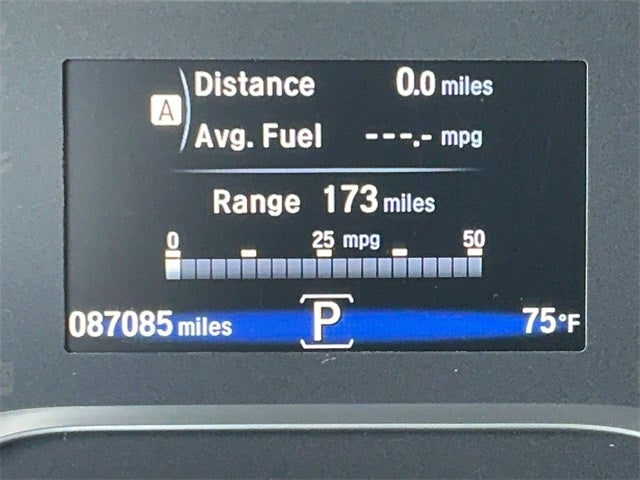 Distance 0.0 miles
A
Avg. Fuel ---.- mpg
Range 173 miles
0 25 mpg 50
087085 miles P 75°F